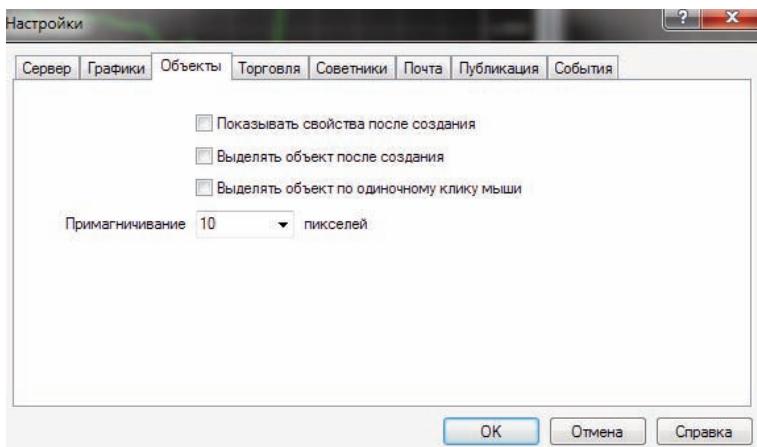 Настройки
?
X
Сервер Графики Объекты Торговля Советники Почта Публикация События
Показывать свойства после создания
Выделять объект после создания
Выделять объект по одиночному клику мыши
Примагничивание 10 пикселей
OK Отмена Справка